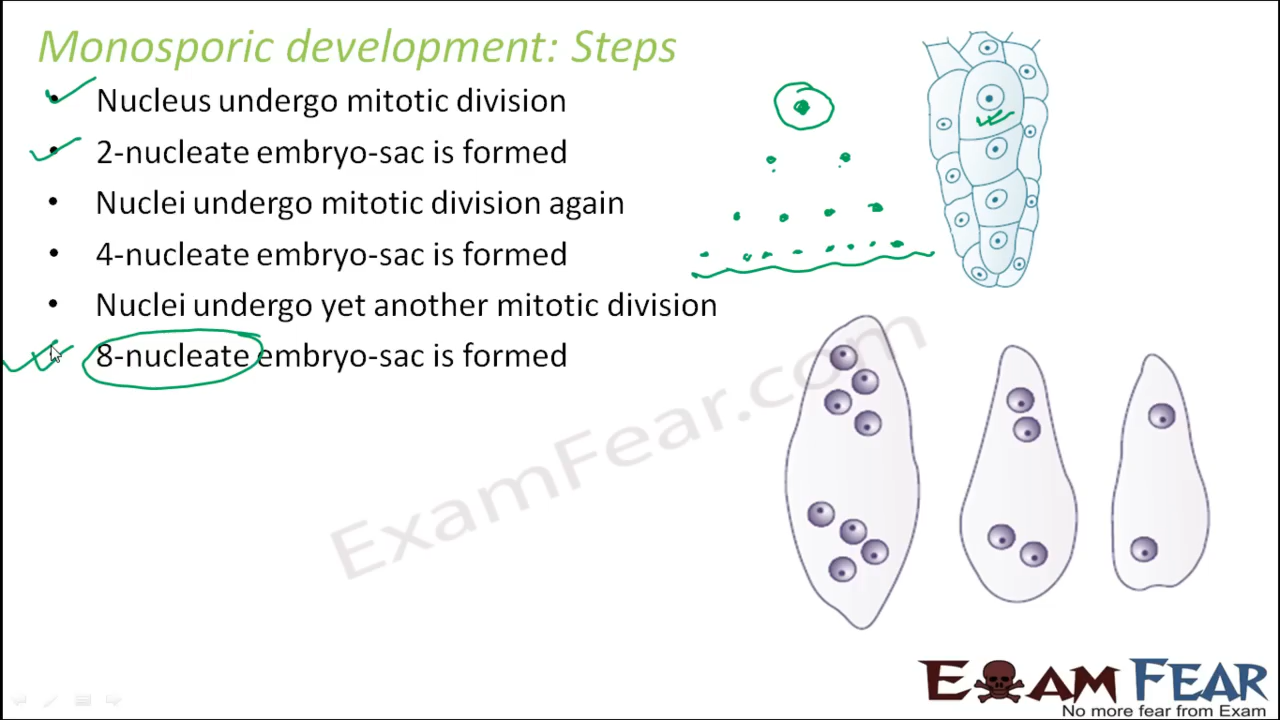 Monosporic development: Steps
• Nucleus undergo mitotic division
• 2-nucleate embryo-sac is formed
• Nuclei undergo mitotic division again
• 4-nucleate embryo-sac is formed
• Nuclei undergo yet another mitotic division
• 8-nucleate embryo-sac is formed
ExamFear.com
EXAM FEAR
No more fear from Exam